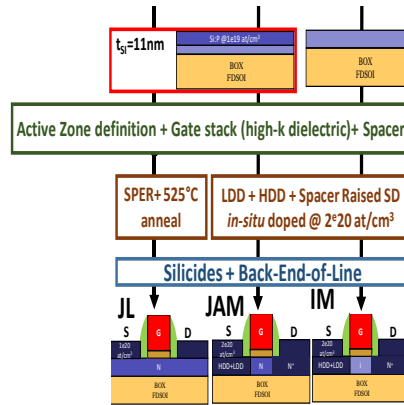 t_Si=11nm
Si:P @1e19 at/cm³
BOX
FDSOI
BOX
FDSOI
Active Zone definition + Gate stack (high-k dielectric)+ Spacer
SPER+ 525°C
anneal
LDD + HDD + Spacer Raised SD
in-situ doped @ 2e20 at/cm³
Silicides + Back-End-of-Line
JL
JAM
IM
S
G
D
1e20
at/cm³
N
BOX
FDSOI
S
G
D
2e20
at/cm³
HDD+LDD
N
N⁺
BOX
FDSOI
S
G
D
2e20
at/cm³
HDD+LDD
i
N⁺
BOX
FDSOI